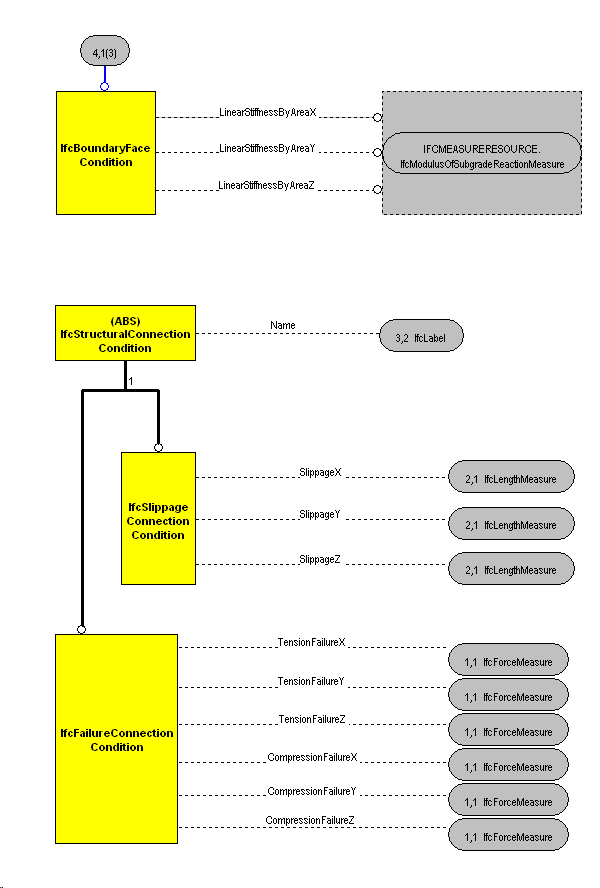 4,1(3)
IfcBoundaryFace
Condition
LinearStiffnessByAreaX
LinearStiffnessByAreaY
LinearStiffnessByAreaZ
IFCMEASURERESOURCE.
IfcModulusOfSubgradeReactionMeasure
(ABS)
IfcStructuralConnection
Condition
Name
3,2 IfcLabel
1
IfcSlippage
Connection
Condition
SlippageX
2,1 IfcLengthMeasure
SlippageY
2,1 IfcLengthMeasure
SlippageZ
2,1 IfcLengthMeasure
IfcFailureConnection
Condition
TensionFailureX
1,1 IfcForceMeasure
TensionFailureY
1,1 IfcForceMeasure
TensionFailureZ
1,1 IfcForceMeasure
CompressionFailureX
1,1 IfcForceMeasure
CompressionFailureY
1,1 IfcForceMeasure
CompressionFailureZ
1,1 IfcForceMeasure